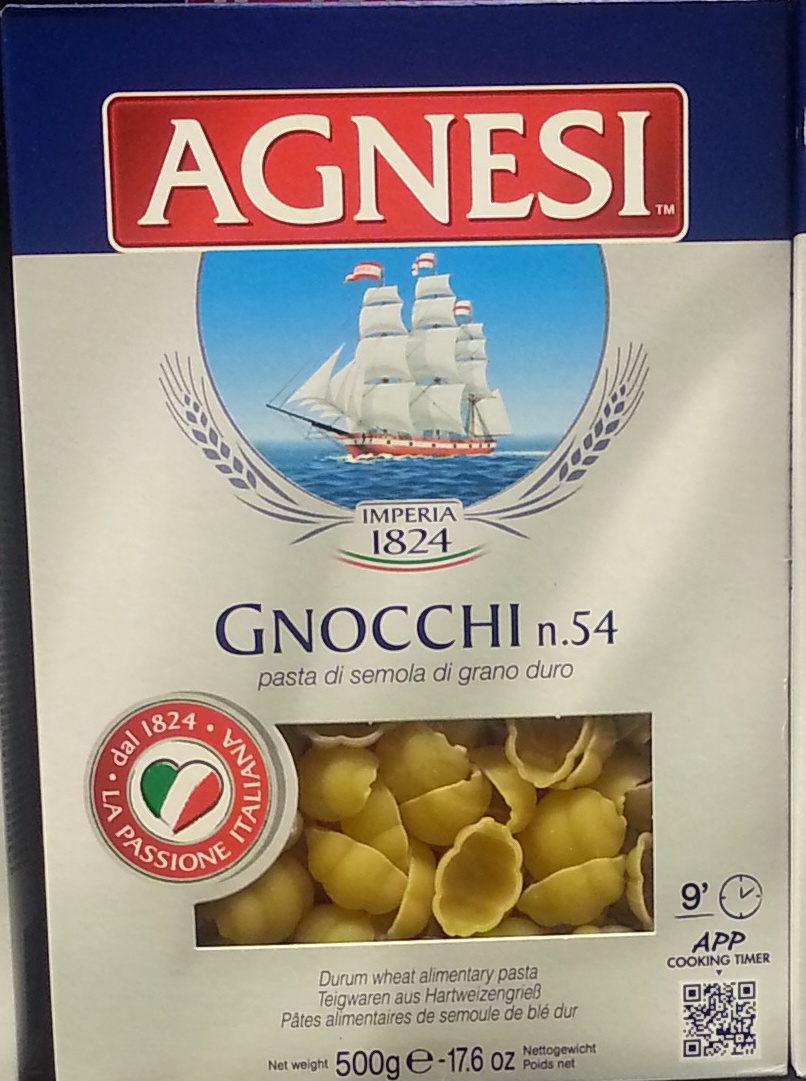 AGNESI™
IMPERIA
1824
GNOCCHI n.54
pasta di semola di grano duro
dal 1824 • LA PASSIONE ITALIANA •
9'
APP
COOKING TIMER
Durum wheat alimentary pasta
Teigwaren aus Hartweizengrieß
Pâtes alimentaires de semoule de blé dur
Net weight 500g e - 17.6 oz Nettogewicht
Poids net